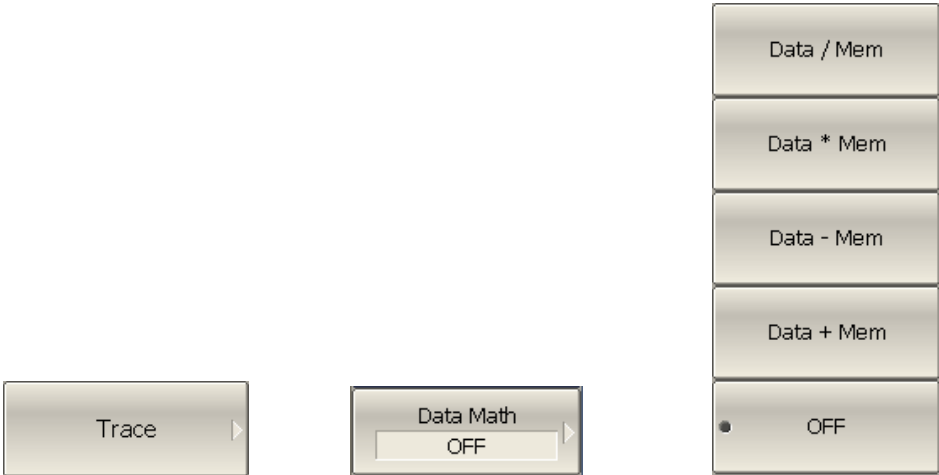 Data / Mem
Data * Mem
Data - Mem
Data + Mem
Trace
Data Math
OFF
OFF